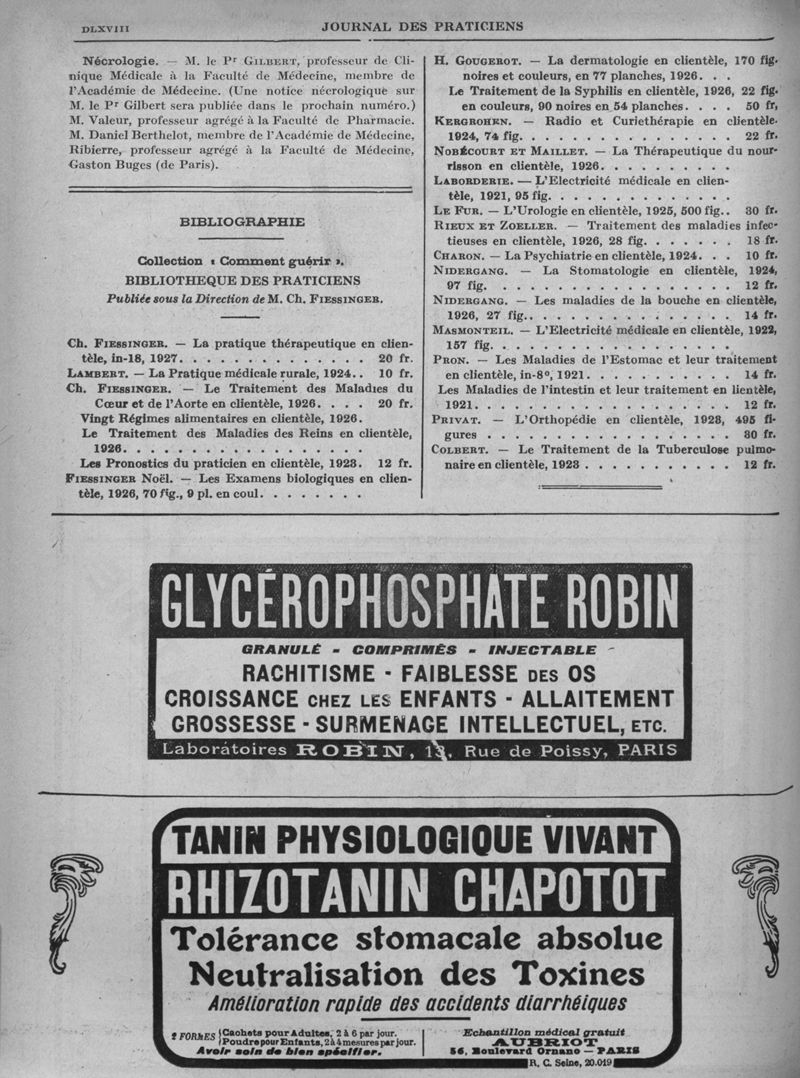 DLXVIII
JOURNAL DES PRATICIENS
Nécrologie. — M. le Pr GILBERT, professeur de Cli-
nique Médicale à la Faculté de Médecine, membre de
l'Académie de Médecine. (Une notice nécrologique sur
M. le Pr Gilbert sera publiée dans le prochain numéro.)
M. Valeur, professeur agrégé à la Faculté de Pharmacie.
M. Daniel Berthelot, membre de l'Académie de Médecine,
Ribierre, professeur agrégé à la Faculté de Médecine,
Gaston Buges (de Paris).
BIBLIOGRAPHIE
Collection « Comment guérir ».
BIBLIOTHEQUE DES PRATICIENS
Publiée sous la Direction de M. Ch. FIESSINGER.
Ch. FIESSINGER. — La pratique thérapeutique en clien-
tèle, in-18, 1927. . . . . . . . . . . . . . 20 fr.
LAMBERT. — La Pratique médicale rurale, 1924. . 10 fr.
Ch. FIESSINGER. — Le Traitement des Maladies du
Cœur et de l'Aorte en clientèle, 1926. . . . 20 fr.
Vingt Régimes alimentaires en clientèle, 1926.
Le Traitement des Maladies des Reins en clientèle,
1926. . . . . . . . . . . . . . . . . .
Les Pronostics du praticien en clientèle, 1923. 12 fr.
FIESSINGER Noël. — Les Examens biologiques en clien-
tèle, 1926, 70 fig., 9 pl. en coul. . . . . . . .
H. GOUGEROT. — La dermatologie en clientèle, 170 fig.
noires et couleurs, en 77 planches, 1926. . .
Le Traitement de la Syphilis en clientèle, 1926, 22 fig.
en couleurs, 90 noires en 54 planches. . . . 50 fr,
KERGROHEN. — Radio et Curiethérapie en clientèle.
1924, 74 fig. . . . . . . . . . . . . . . . 22 fr.
NOBÉCOURT ET MAILLET. — La Thérapeutique du nour-
risson en clientèle, 1926. . . . . . . . . .
LABORDERIE. — L'Electricité médicale en clien-
tèle, 1921, 95 fig. . . . . . . . . . . . . .
LE FUR. — L'Urologie en clientèle, 1925, 500 fig. . 30 fr.
RIEUX ET ZOELLER. — Traitement des maladies infec-
tieuses en clientèle, 1926, 28 fig. . . . . . . 18 fr.
CHARON. — La Psychiatrie en clientèle, 1924. . . 10 fr.
NIDERGANG. — La Stomatologie en clientèle, 1924,
97 fig. . . . . . . . . . . . . . . . . . 12 fr.
NIDERGANG. — Les maladies de la bouche en clientèle,
1926, 27 fig. . . . . . . . . . . . . . . . 14 fr.
MASMONTEIL. — L'Electricité médicale en clientèle, 1922,
157 fig. . . . . . . . . . . . . . . . . .
PRON. — Les Maladies de l'Estomac et leur traitement
en clientèle, in-8º, 1921. . . . . . . . . . . 14 fr.
Les Maladies de l'intestin et leur traitement en lientèle,
1921. . . . . . . . . . . . . . . . . . 12 fr.
PRIVAT. — L'Orthopédie en clientèle, 1923, 495 fi-
gures . . . . . . . . . . . . . . . . . 30 fr.
COLBERT. — Le Traitement de la Tuberculose pulmo-
naire en clientèle, 1923 . . . . . . . . . . . 12 fr.
GLYCÉROPHOSPHATE ROBIN
GRANULÉ - COMPRIMÉS - INJECTABLE
RACHITISME - FAIBLESSE DES OS
CROISSANCE CHEZ LES ENFANTS - ALLAITEMENT
GROSSESSE - SURMENAGE INTELLECTUEL, ETC.
Laboratoires ROBIN, 13, Rue de Poissy, PARIS
TANIN PHYSIOLOGIQUE VIVANT
RHIZOTANIN CHAPOTOT
Tolérance stomacale absolue
Neutralisation des Toxines
Amélioration rapide des accidents diarrhéiques
2 FORMES
Cachets pour Adultes, 2 à 6 par jour.
Poudre pour Enfants, 2 à 4 mesures par jour.
Avoir soin de bien spécifier.
Echantillon médical gratuit
AUBRIOT
56, Boulevard Ornano — PARIS
R. C. Seine, 20.019